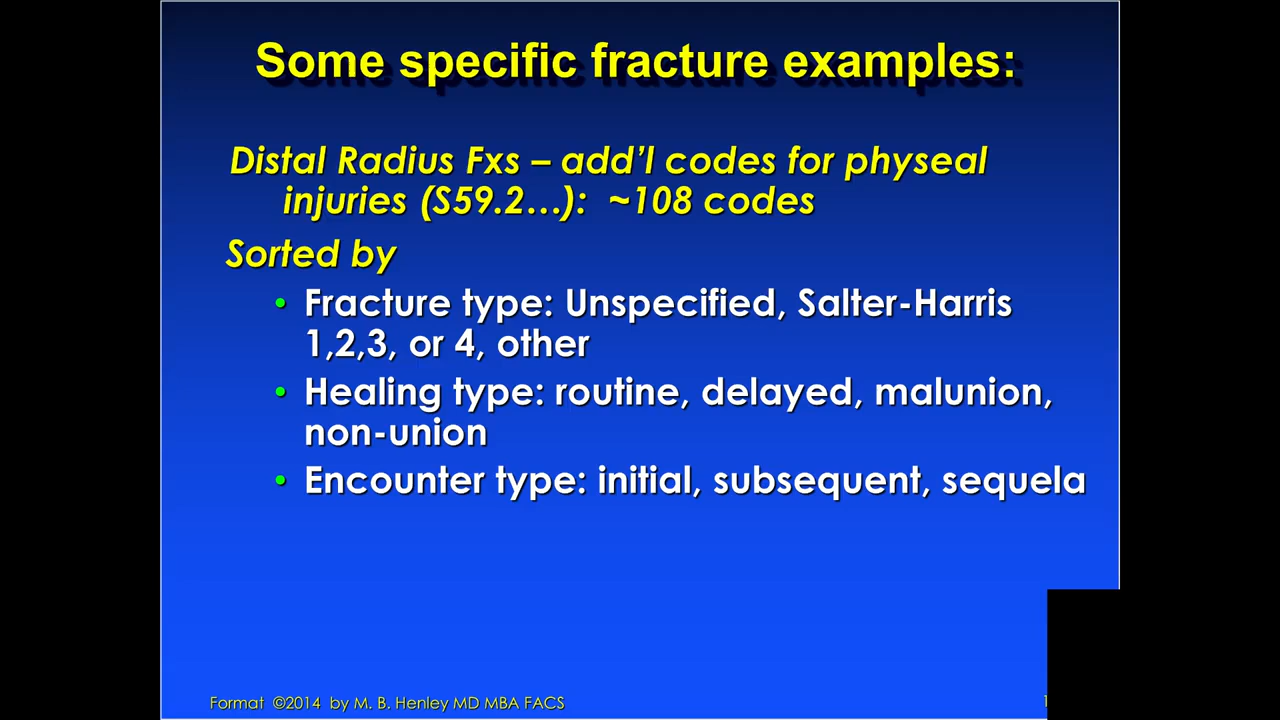 Some specific fracture examples:
Distal Radius Fxs – add’l codes for physeal
injuries (S59.2…):  ~108 codes
Sorted by
• Fracture type: Unspecified, Salter-Harris
1,2,3, or 4, other
• Healing type: routine, delayed, malunion,
non-union
• Encounter type: initial, subsequent, sequela
Format ©2014 by M. B. Henley MD MBA FACS